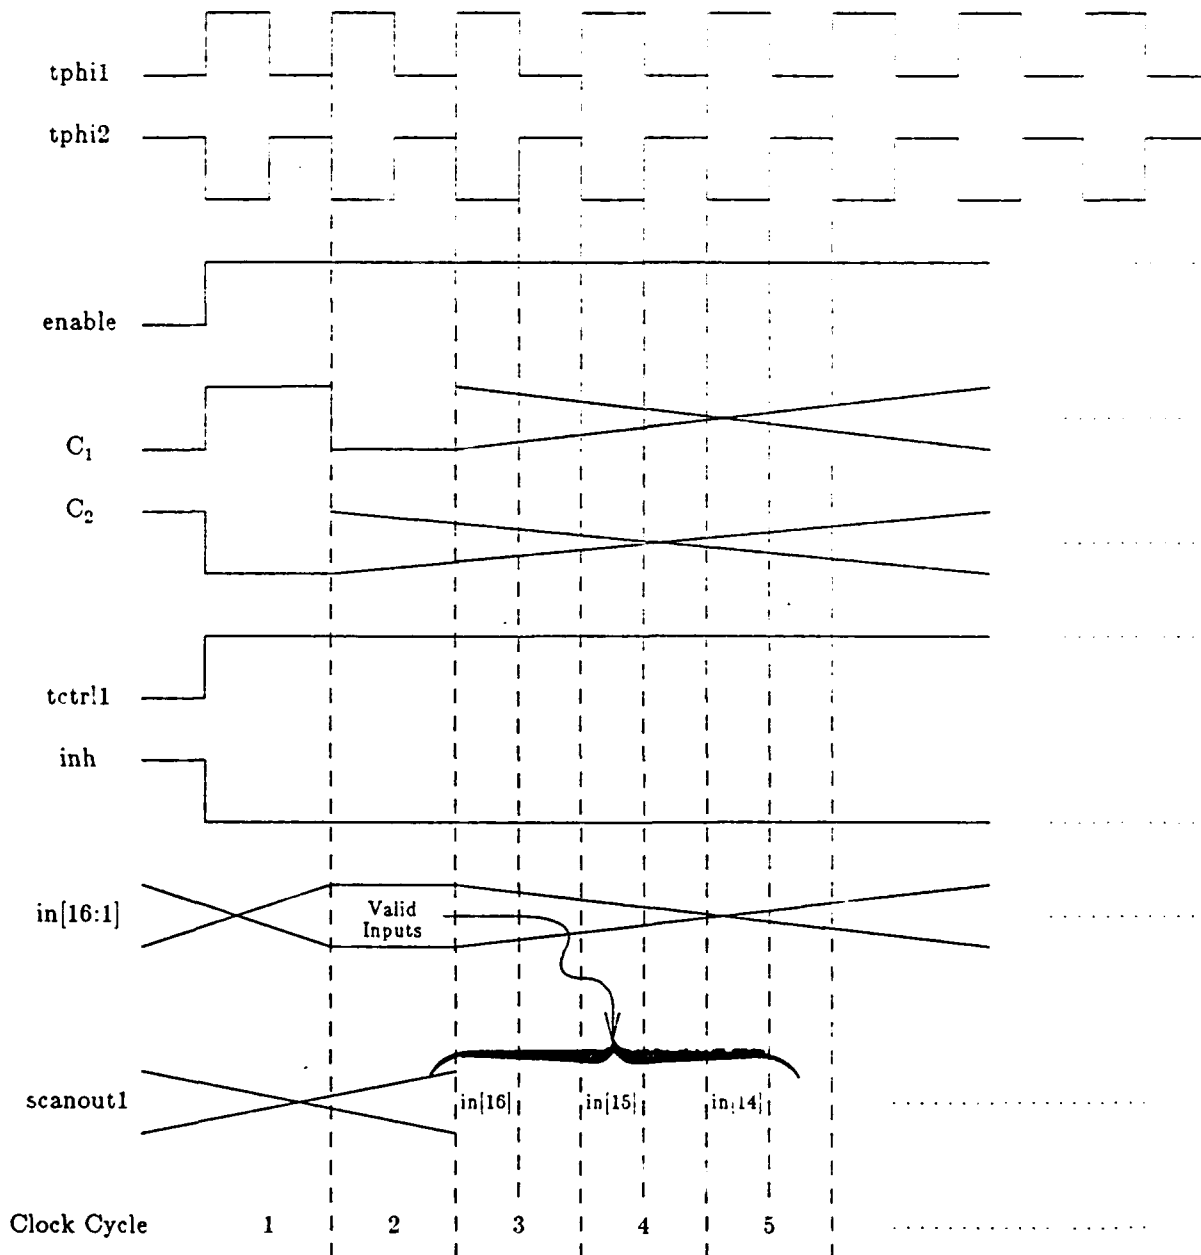 tphi1
tphi2
enable
C₁
C₂
tctrl1
inh
in[16:1]
Valid
Inputs
scanout1
in[16]
in[15]
in[14]
Clock Cycle 1 2 3 4 5